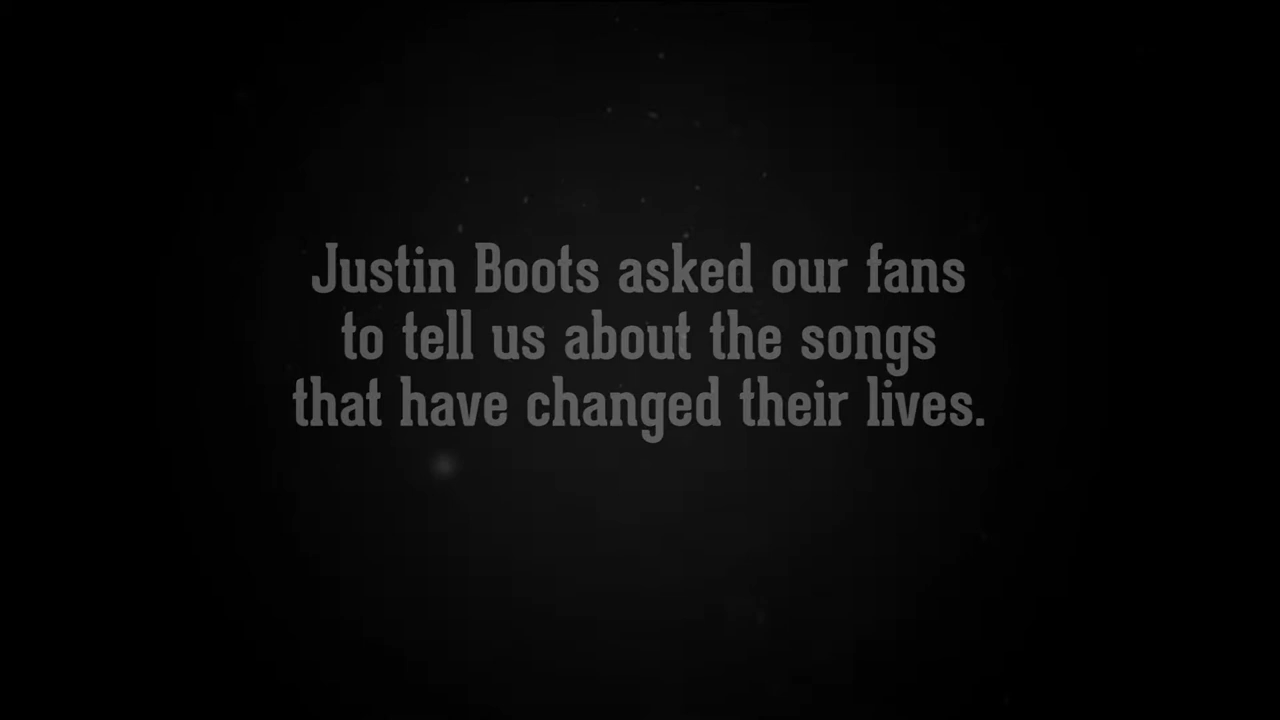 Justin Boots asked our fans
to tell us about the songs
that have changed their lives.